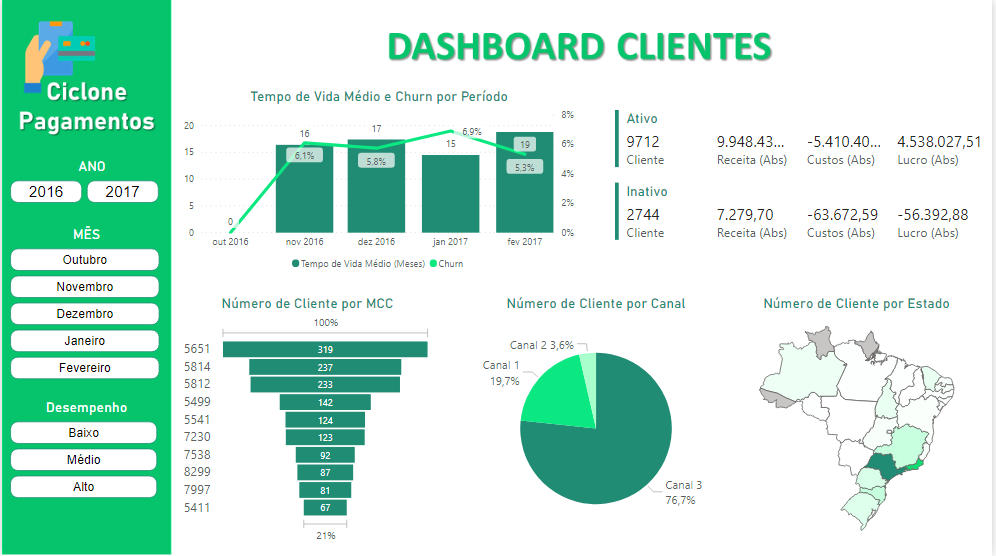 Ciclone
Pagamentos
ANO
2016 2017
MÊS
Outubro
Novembro
Dezembro
Janeiro
Fevereiro
Desempenho
Baixo
Médio
Alto
DASHBOARD CLIENTES
Tempo de Vida Médio e Churn por Período
20
15
10
5
0
8%
6%
4%
2%
0%
0
16
6,1%
17
5,8%
6,9%
15
19
5,3%
out 2016 nov 2016 dez 2016 jan 2017 fev 2017
Tempo de Vida Médio (Meses) Churn
Ativo
9712 9.948.43... -5.410.40... 4.538.027,51
Cliente Receita (Abs) Custos (Abs) Lucro (Abs)
Inativo
2744 7.279,70 -63.672,59 -56.392,88
Cliente Receita (Abs) Custos (Abs) Lucro (Abs)
Número de Cliente por MCC
100%
5651 319
5814 237
5812 233
5499 142
5541 124
7230 123
7538 92
8299 87
7997 81
5411 67
21%
Número de Cliente por Canal
Canal 2 3,6%
Canal 1
19,7%
Canal 3
76,7%
Número de Cliente por Estado